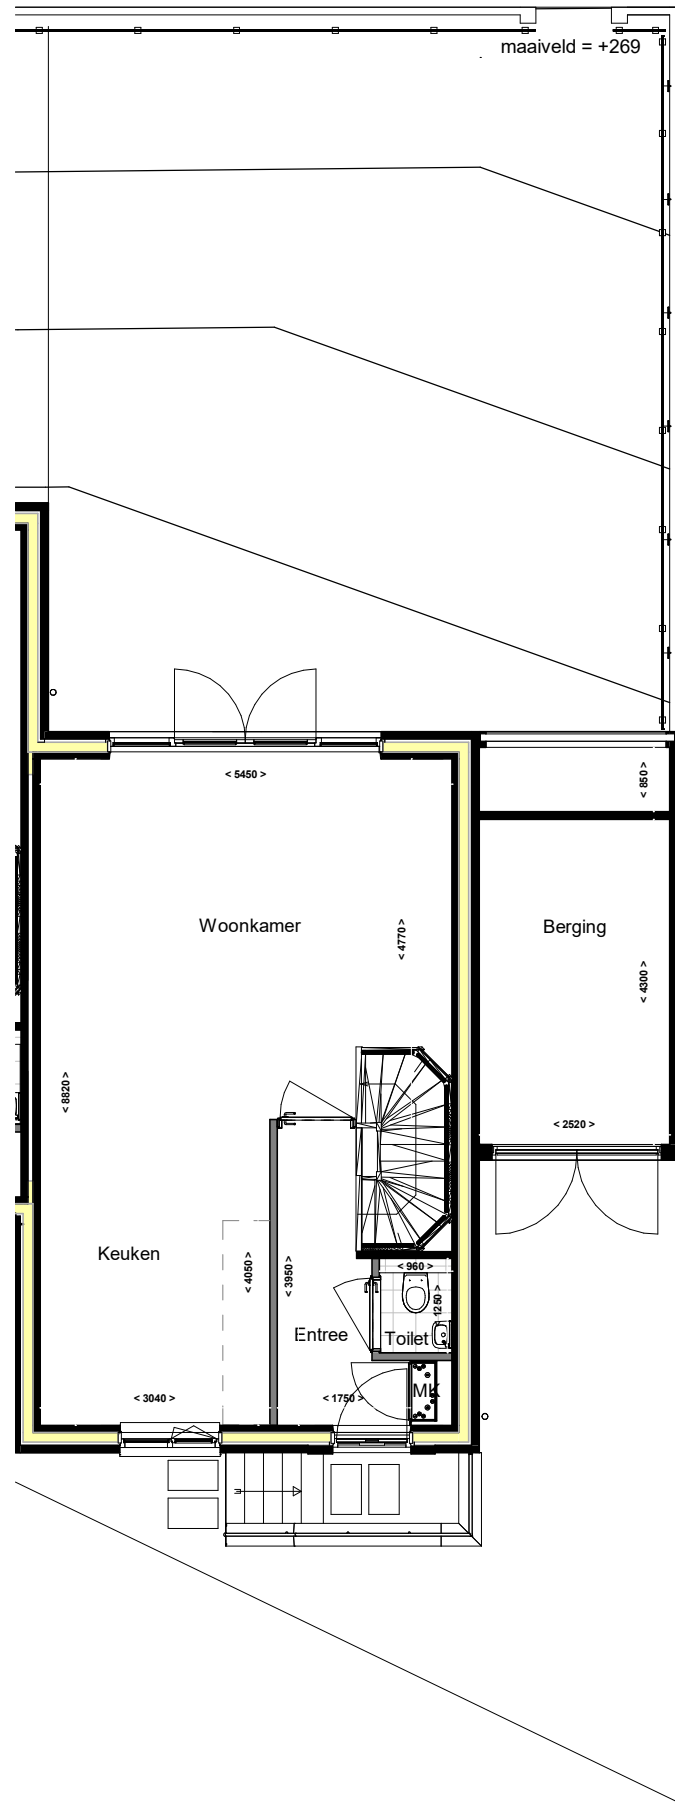 maaiveld = +269
< 5450 >
< 850 >
Woonkamer
Berging
< 4770 >
< 4300 >
< 8820 >
< 2520 >
Keuken
< 4050 >
< 3950 >
< 960 >
1250 >
Entree
Toilet
MK
< 3040 >
< 1750 >